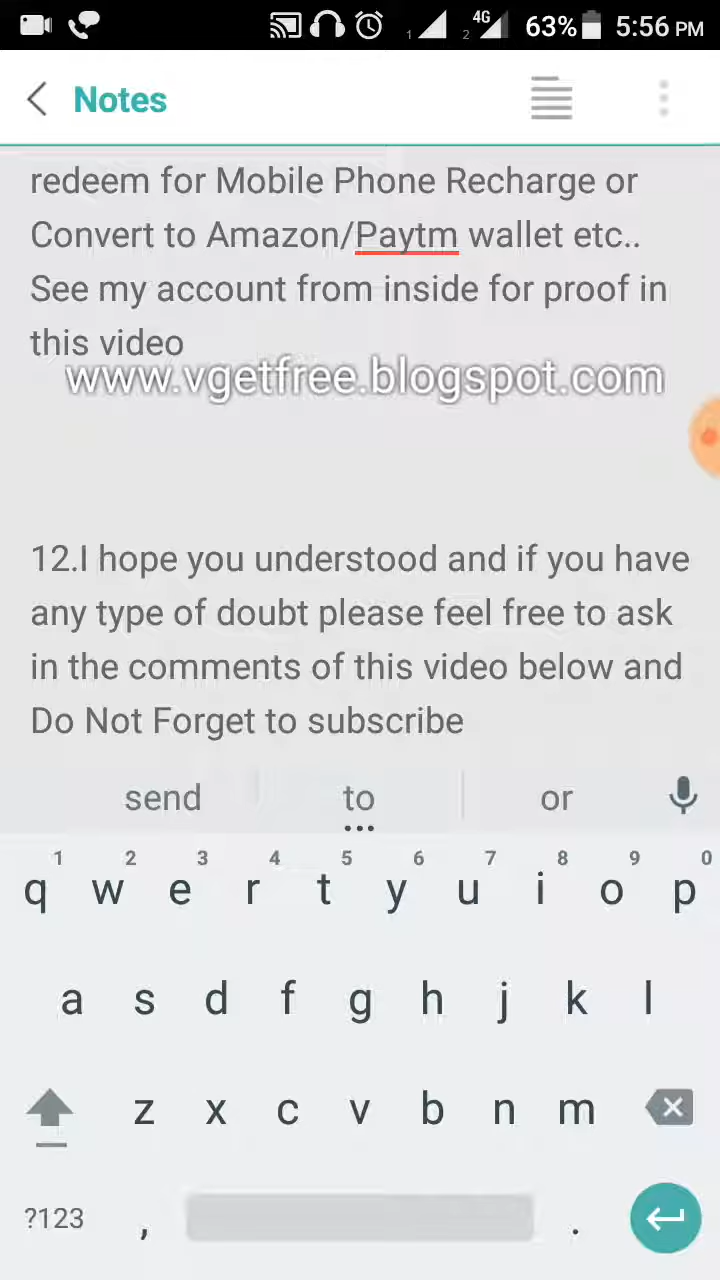 1 2 4G 63% 5:56 PM
Notes
redeem for Mobile Phone Recharge or
Convert to Amazon/Paytm wallet etc..
See my account from inside for proof in
this video
www.vgetfree.blogspot.com
12.I hope you understood and if you have
any type of doubt please feel free to ask
in the comments of this video below and
Do Not Forget to subscribe
send to or
1 2 3 4 5 6 7 8 9 0
q w e r t y u i o p
a s d f g h j k l
z x c v b n m
?123 , .